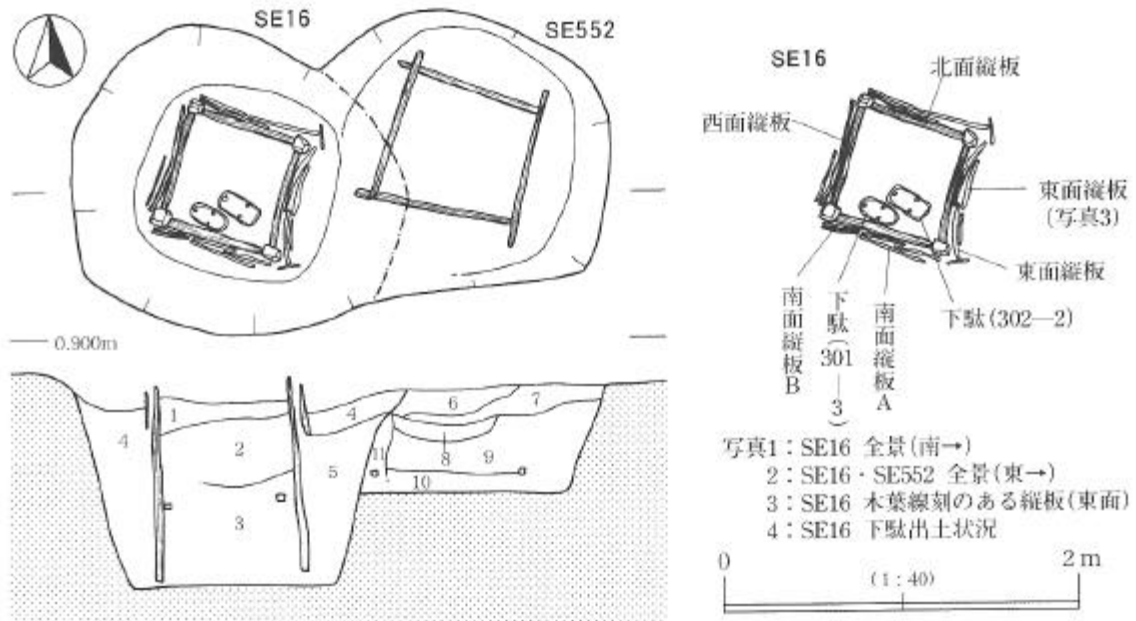 SE16
SE552
0.900m
1
4
2
4
5
3
6
7
8
9
11
10
SE16
北面縦板
西面縦板
東面縦板
(写真3)
東面縦板
下駄(302—2)
南面縦板A
下駄(301—3)
南面縦板B
写真1:SE16 全景(南→)
2:SE16・SE552 全景(東→)
3:SE16 木葉線刻のある縦板(東面)
4:SE16 下駄出土状況
0
2m
(1:40)